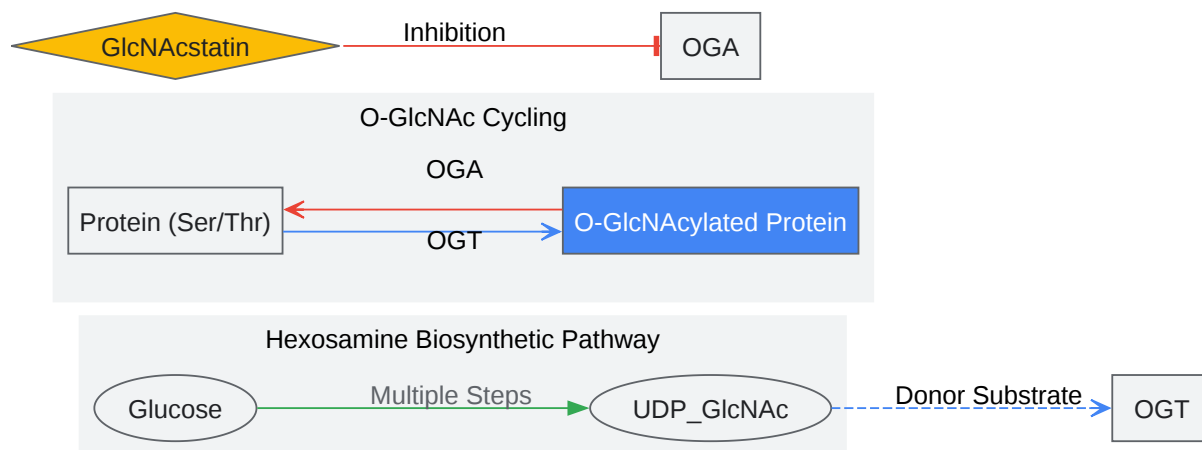 GlcNAcstatin
Inhibition
OGA
O-GlcNAc Cycling
OGA
Protein (Ser/Thr)
O-GlcNAcylated Protein
OGT
Hexosamine Biosynthetic Pathway
Glucose
Multiple Steps
UDP_GlcNAc
Donor Substrate
OGT